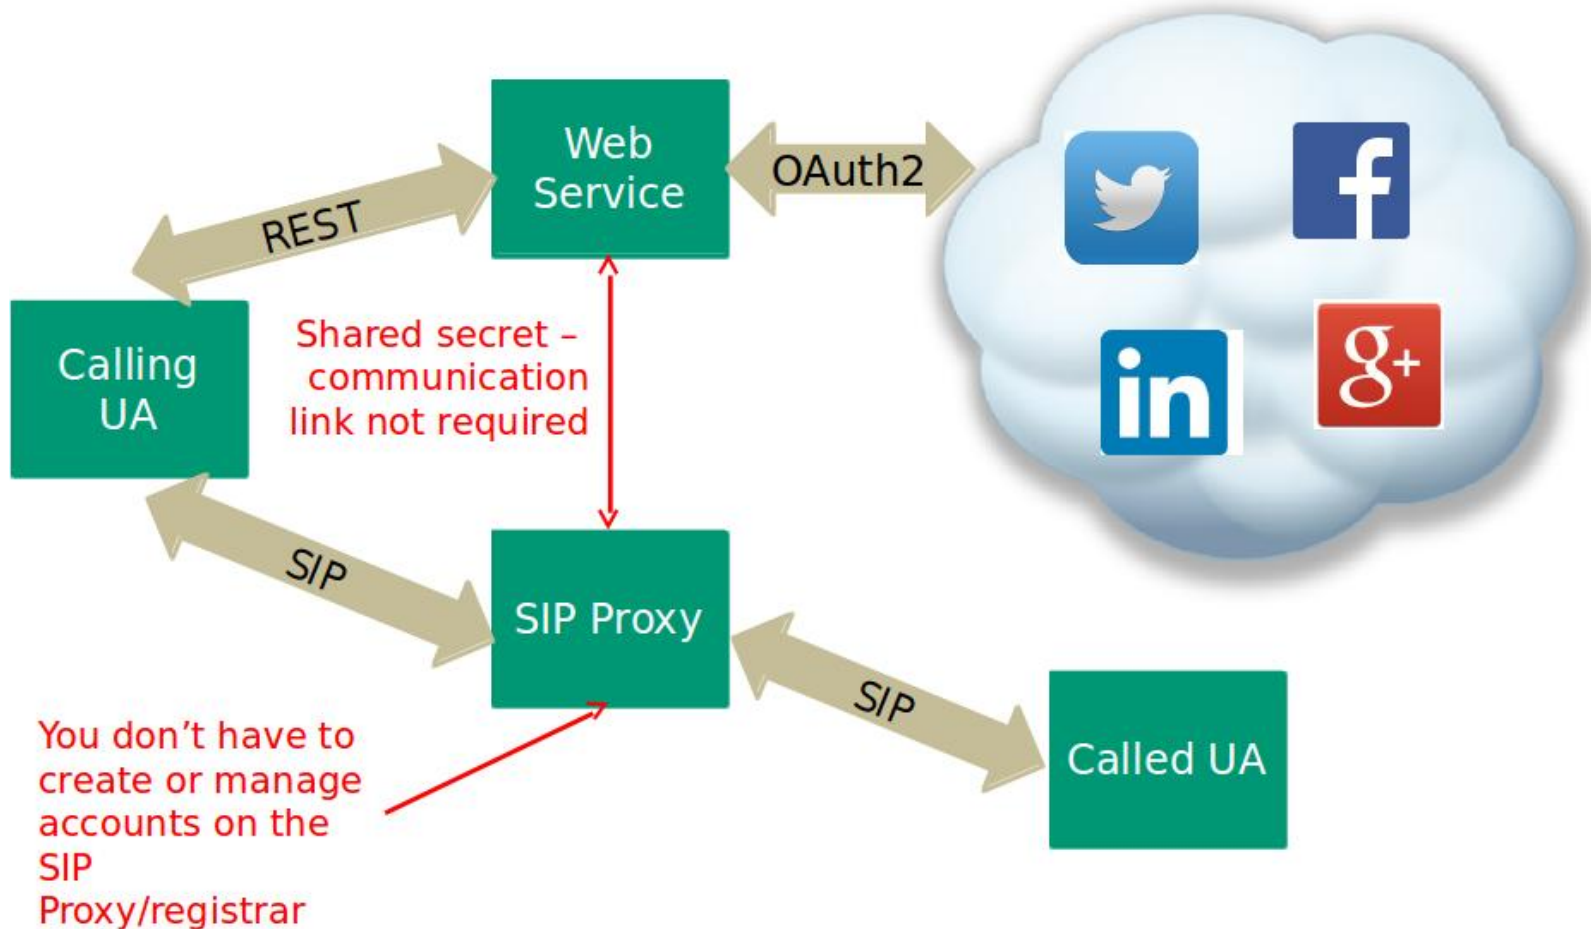 Web
Service
OAuth2
REST
Calling
UA
Shared secret –
communication
link not required
in
f
g+
SIP
SIP Proxy
SIP
Called UA
You don’t have to
create or manage
accounts on the
SIP
Proxy/registrar